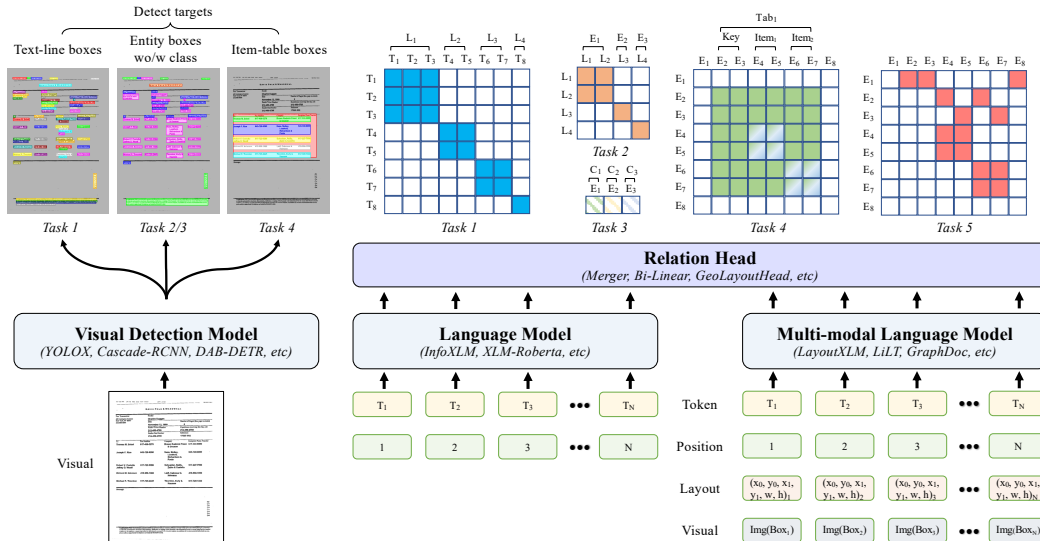 Detect targets
Text-line boxes
Entity boxes
wo/w class
Item-table boxes
Task 1
Task 2/3
Task 4
Visual Detection Model
(YOLOX, Cascade-RCNN, DAB-DETR, etc)
Visual
L₁ L₂ L₃ L₄
T₁ T₂ T₃ T₄ T₅ T₆ T₇ T₈
T₁
T₂
T₃
T₄
T₅
T₆
T₇
T₈
Task 1
E₁ E₂ E₃
L₁ L₂ L₃ L₄
L₁
L₂
L₃
L₄
Task 2
C₁ C₂ C₃
E₁ E₂ E₃
Task 3
Tab₁
Key Item₁ Item₂
E₁ E₂ E₃ E₄ E₅ E₆ E₇ E₈
E₁
E₂
E₃
E₄
E₅
E₆
E₇
E₈
Task 4
E₁ E₂ E₃ E₄ E₅ E₆ E₇ E₈
E₁
E₂
E₃
E₄
E₅
E₆
E₇
E₈
Task 5
Relation Head
(Merger, Bi-Linear, GeoLayoutHead, etc)
Language Model
(InfoXLM, XLM-Roberta, etc)
T₁ T₂ T₃ ••• T_N
1 2 3 ••• N
Multi-modal Language Model
(LayoutXLM, LiLT, GraphDoc, etc)
Token T₁ T₂ T₃ ••• T_N
Position 1 2 3 ••• N
Layout (x₀, y₀, x₁, y₁, w, h)₁ (x₀, y₀, x₁, y₁, w, h)₂ (x₀, y₀, x₁, y₁, w, h)₃ ••• (x₀, y₀, x₁, y₁, w, h)_N
Visual Img(Box₁) Img(Box₂) Img(Box₃) ••• Img(Box_N)